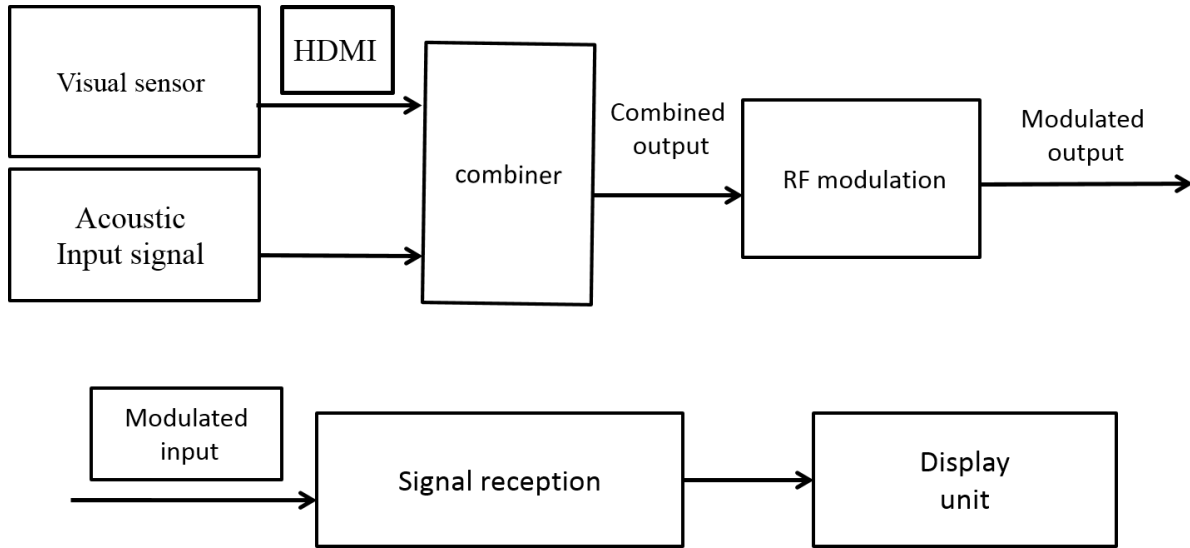 Visual sensor
HDMI
Acoustic
Input signal
combiner
Combined
output
RF modulation
Modulated
output
Modulated
input
Signal reception
Display
unit